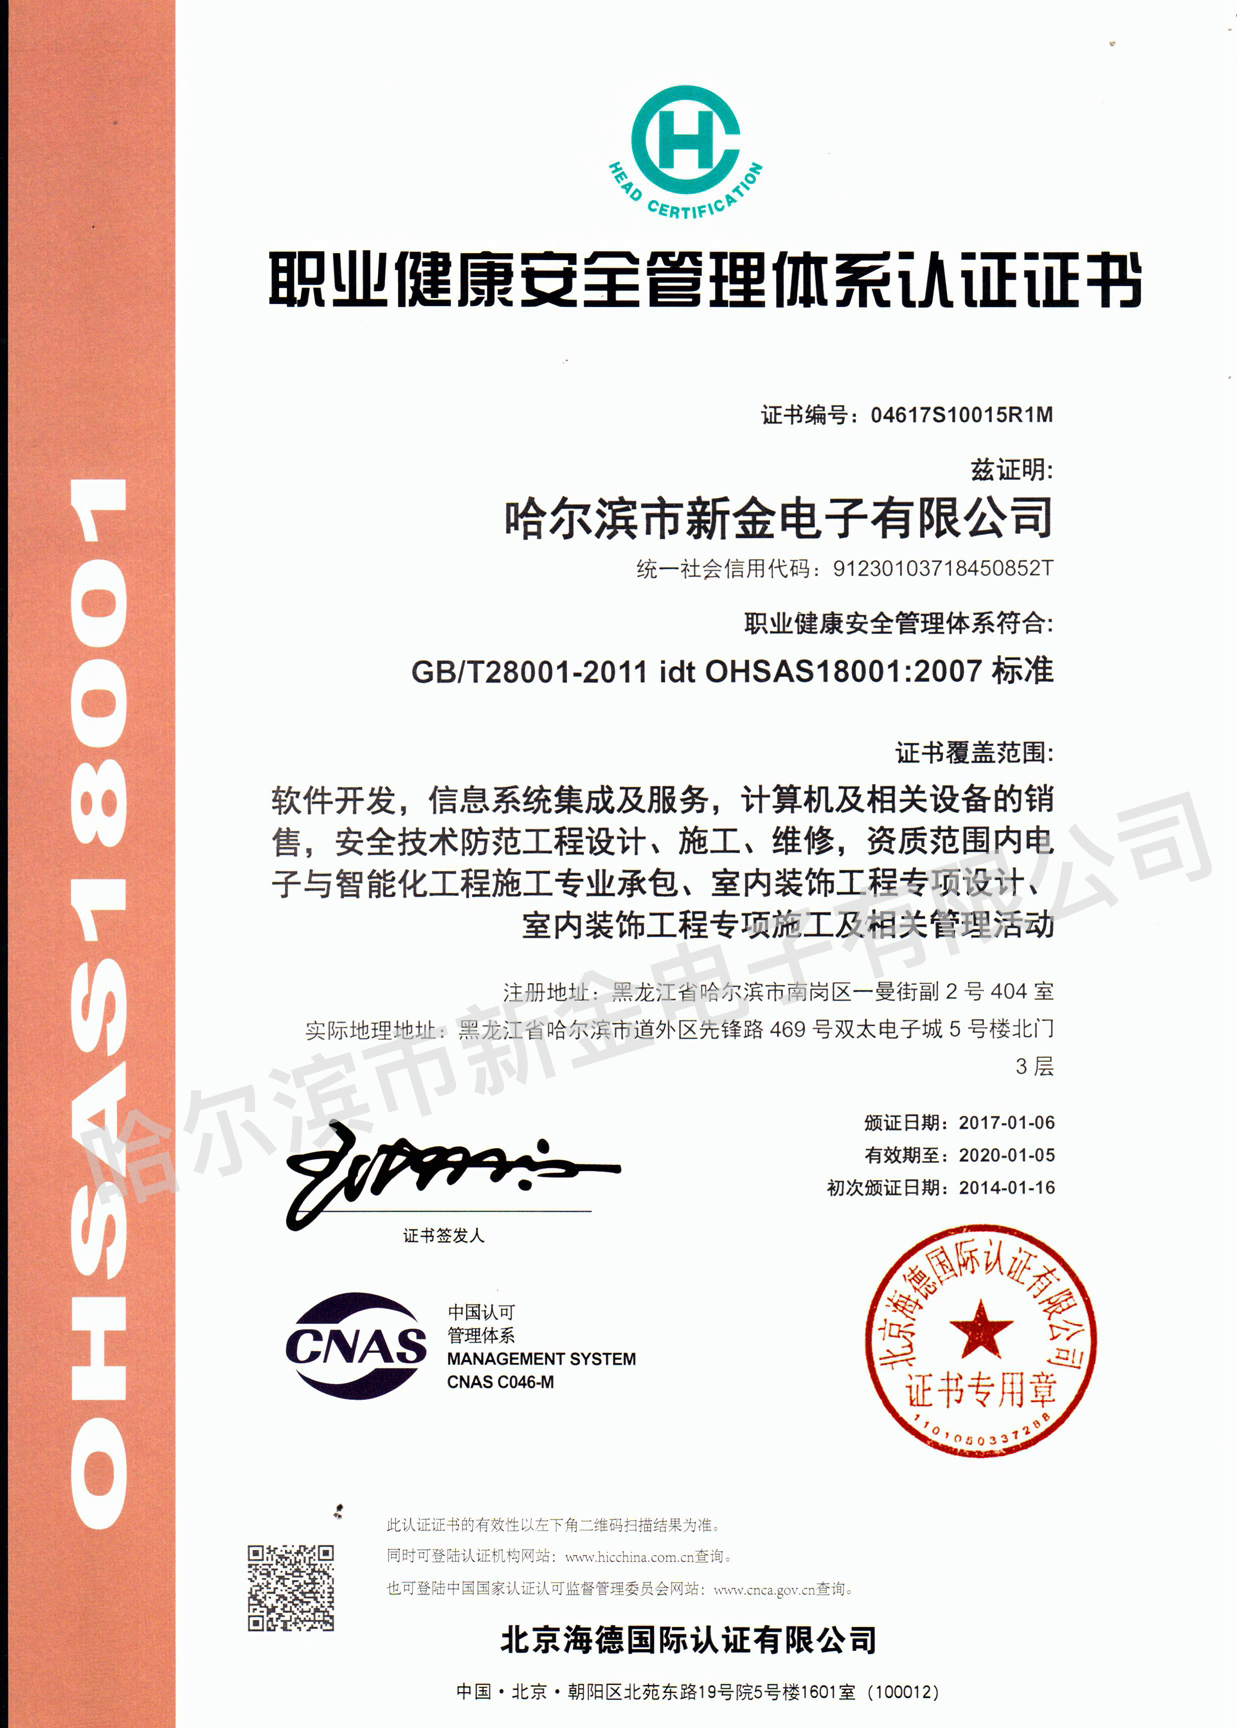 OHSAS18001
HEAD CERTIFICATION
职业健康安全管理体系认证证书
证书编号：04617S10015R1M
兹证明:
哈尔滨市新金电子有限公司
统一社会信用代码：91230103718450852T
职业健康安全管理体系符合:
GB/T28001-2011 idt OHSAS18001:2007 标准
证书覆盖范围:
软件开发，信息系统集成及服务，计算机及相关设备的销
售，安全技术防范工程设计、施工、维修，资质范围内电
子与智能化工程施工专业承包、室内装饰工程专项设计、
室内装饰工程专项施工及相关管理活动
注册地址：黑龙江省哈尔滨市南岗区一曼街副 2 号 404 室
实际地理地址：黑龙江省哈尔滨市道外区先锋路 469 号双太电子城 5 号楼北门
3 层
哈尔滨市新金电子有限公司
颁证日期：2017-01-06
有效期至：2020-01-05
初次颁证日期：2014-01-16
证书签发人
CNAS
中国认可
管理体系
MANAGEMENT SYSTEM
CNAS C046-M
北京海德国际认证有限公司
证书专用章
1101050337288
此认证证书的有效性以左下角二维码扫描结果为准。
同时可登陆认证机构网站：www.hicchina.com.cn查询。
也可登陆中国国家认证认可监督管理委员会网站：www.cnca.gov.cn查询。
北京海德国际认证有限公司
中国·北京·朝阳区北苑东路19号院5号楼1601室（100012）